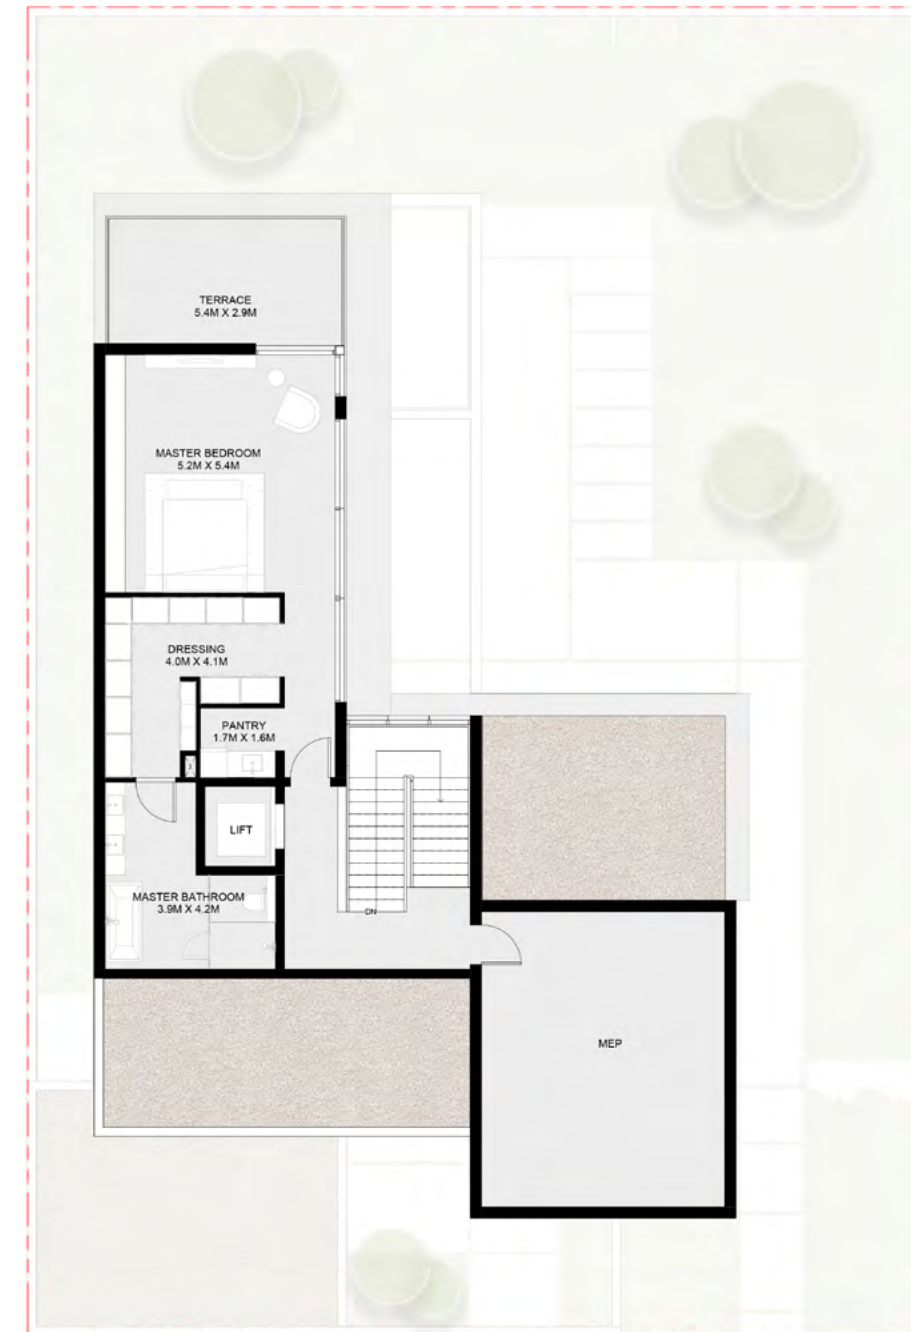 TERRACE
5.4M X 2.9M
MASTER BEDROOM
5.2M X 5.4M
DRESSING
4.0M X 4.1M
PANTRY
1.7M X 1.6M
LIFT
MASTER BATHROOM
3.9M X 4.2M
DN
MEP